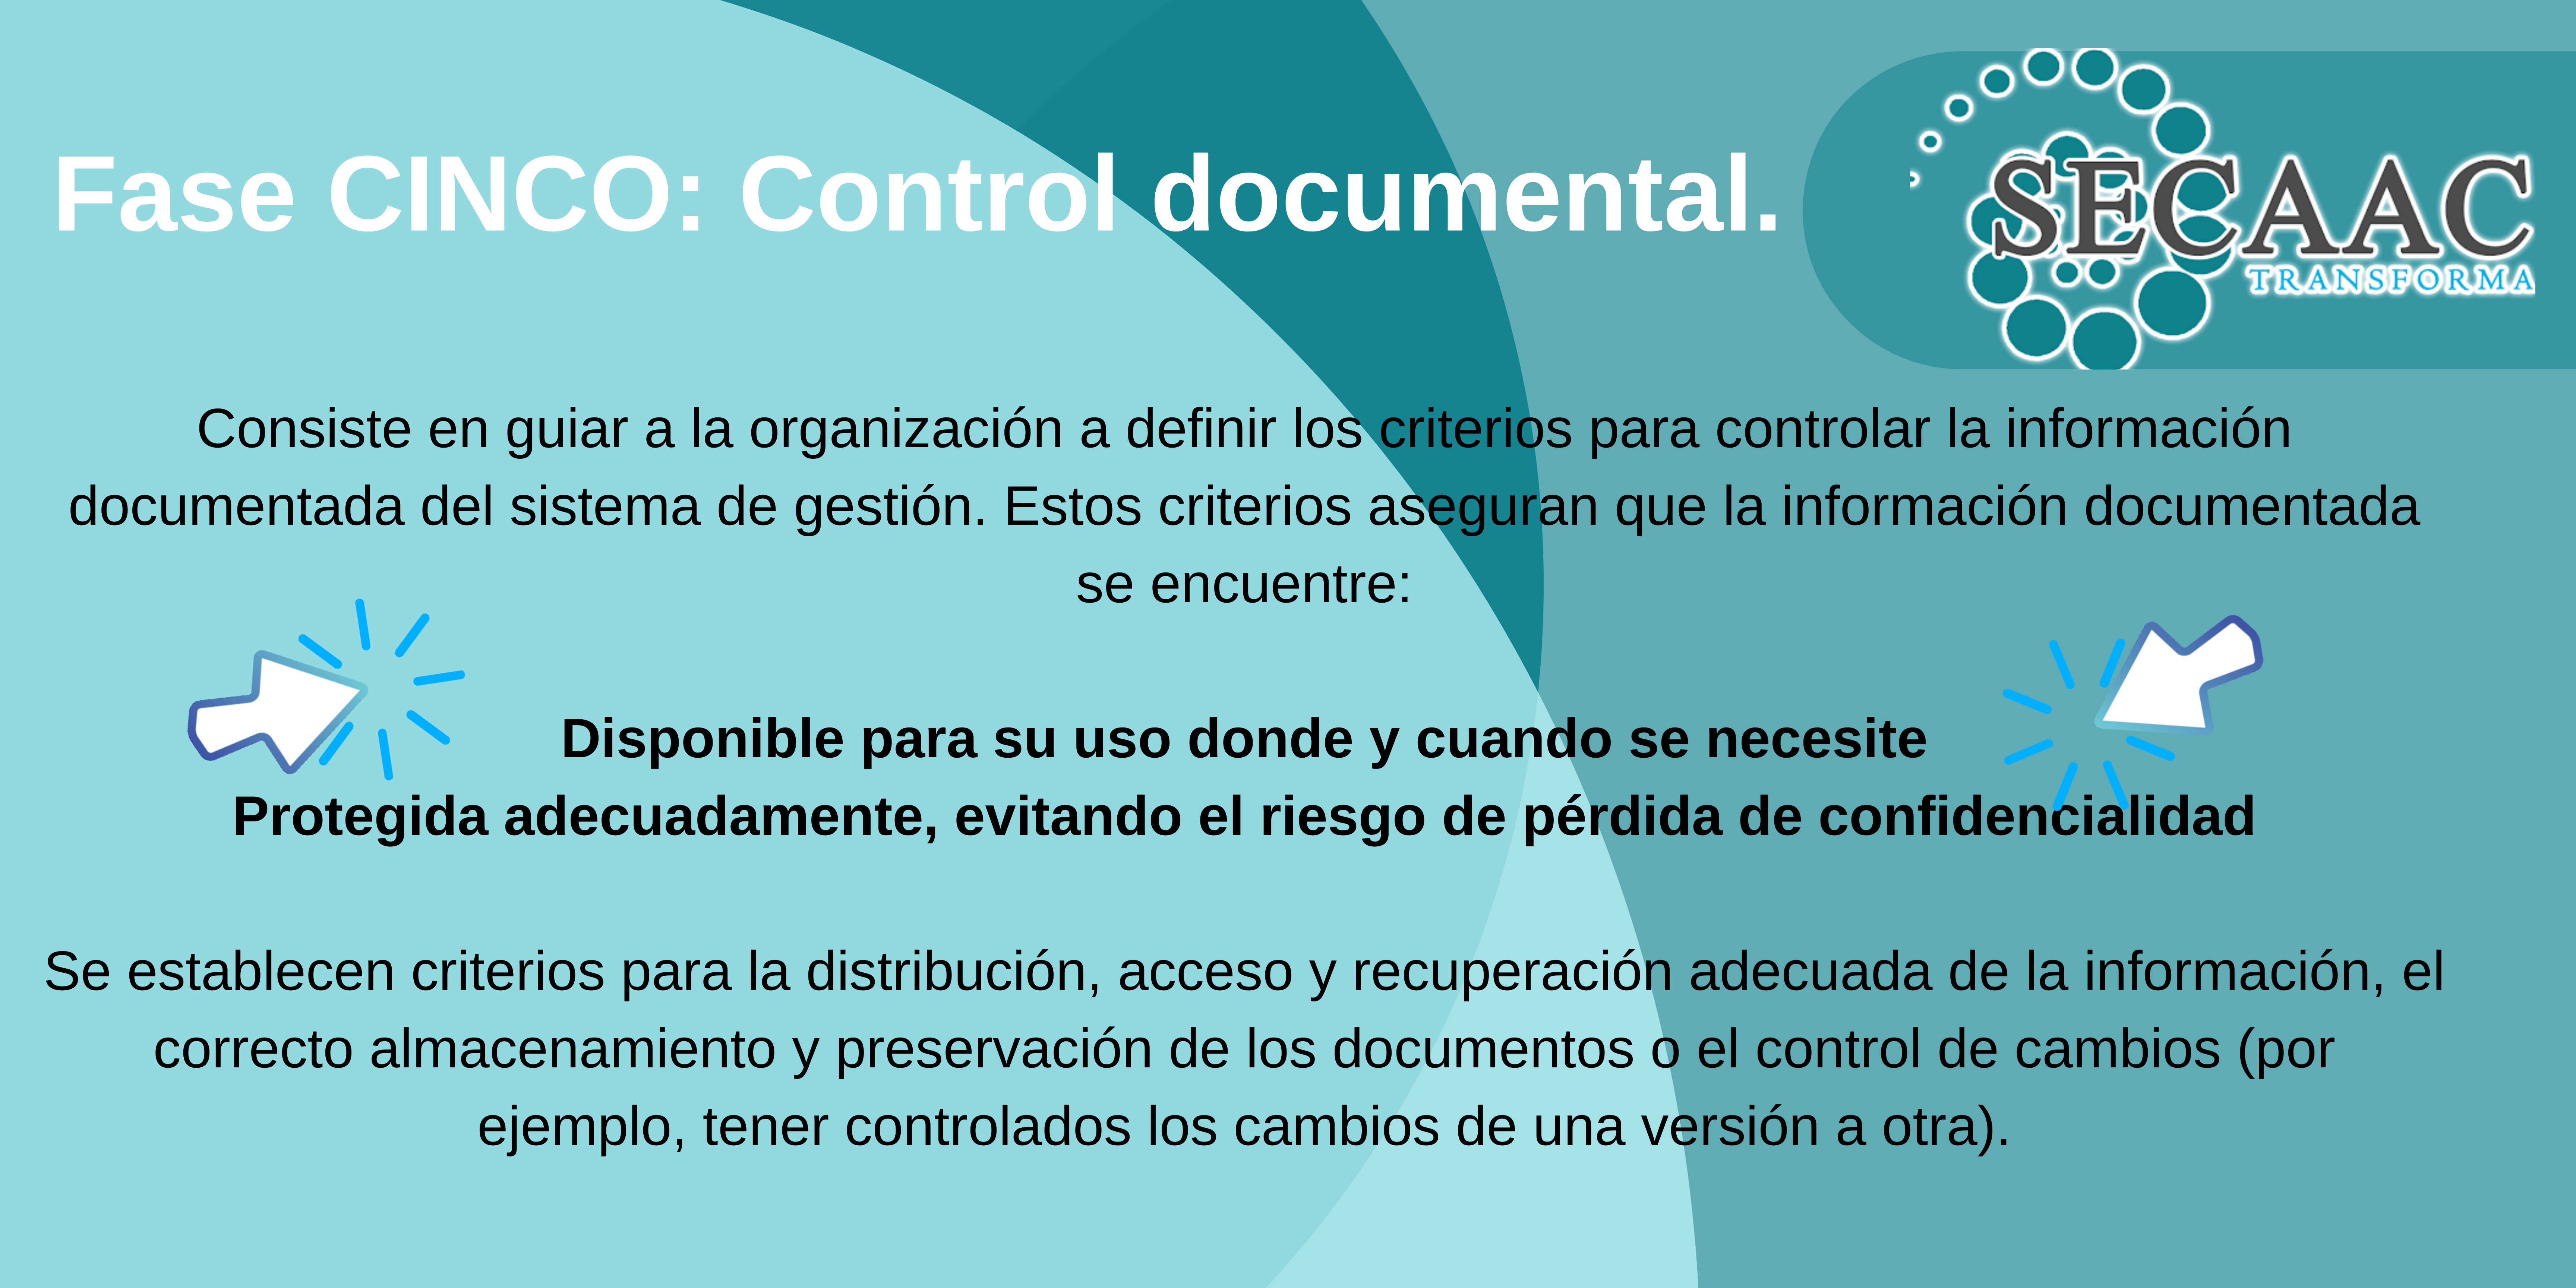 Fase CINCO: Control documental.
SECAAC
TRANSFORMA
Consiste en guiar a la organización a definir los criterios para controlar la información
documentada del sistema de gestión. Estos criterios aseguran que la información documentada
se encuentre:
Disponible para su uso donde y cuando se necesite
Protegida adecuadamente, evitando el riesgo de pérdida de confidencialidad
Se establecen criterios para la distribución, acceso y recuperación adecuada de la información, el
correcto almacenamiento y preservación de los documentos o el control de cambios (por
ejemplo, tener controlados los cambios de una versión a otra).